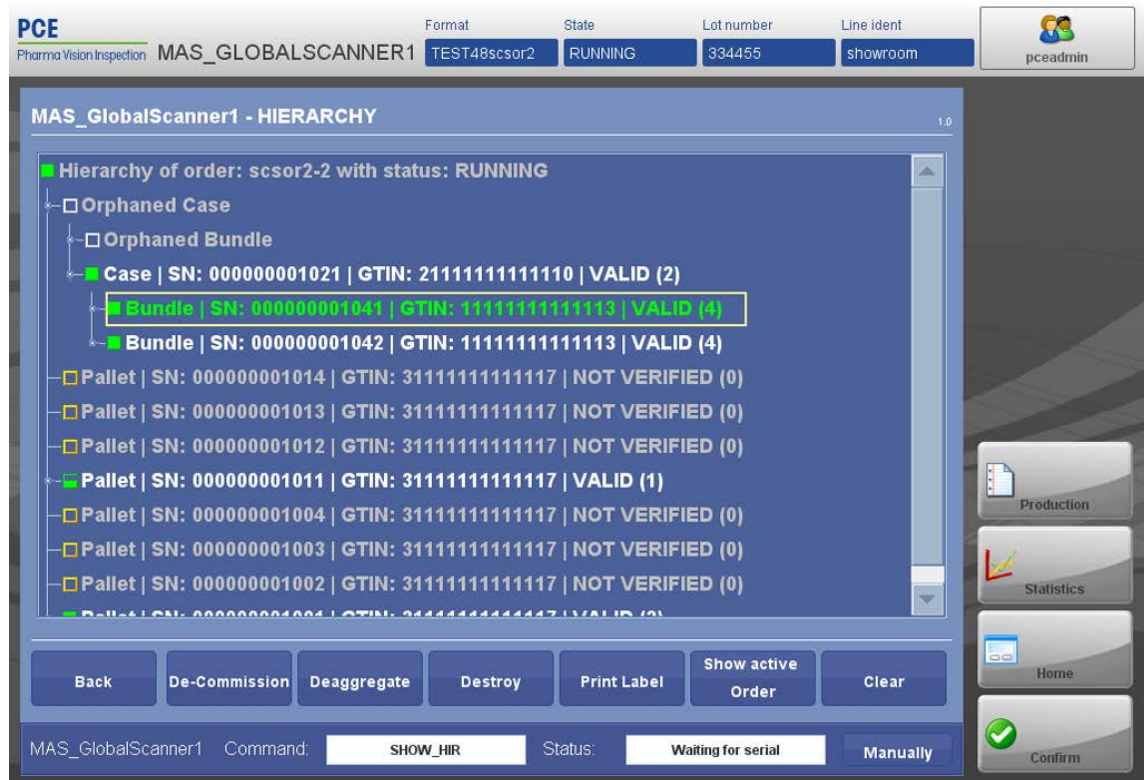 PCE
Pharma Vision Inspection
MAS_GLOBALSCANNER1
Format
TEST48scsor2
State
RUNNING
Lot number
334455
Line ident
showroom
pceadmin
MAS_GlobalScanner1 - HIERARCHY
1.0
Hierarchy of order: scsor2-2 with status: RUNNING
Orphaned Case
Orphaned Bundle
Case | SN: 000000001021 | GTIN: 21111111111110 | VALID (2)
Bundle | SN: 000000001041 | GTIN: 11111111111113 | VALID (4)
Bundle | SN: 000000001042 | GTIN: 11111111111113 | VALID (4)
Pallet | SN: 000000001014 | GTIN: 31111111111117 | NOT VERIFIED (0)
Pallet | SN: 000000001013 | GTIN: 31111111111117 | NOT VERIFIED (0)
Pallet | SN: 000000001012 | GTIN: 31111111111117 | NOT VERIFIED (0)
Pallet | SN: 000000001011 | GTIN: 31111111111117 | VALID (1)
Pallet | SN: 000000001004 | GTIN: 31111111111117 | NOT VERIFIED (0)
Pallet | SN: 000000001003 | GTIN: 31111111111117 | NOT VERIFIED (0)
Pallet | SN: 000000001002 | GTIN: 31111111111117 | NOT VERIFIED (0)
Pallet | SN: 000000001001 | GTIN: 31111111111117 | VALID
Production
Statistics
Home
Confirm
Back
De-Commission
Deaggregate
Destroy
Print Label
Show active
Order
Clear
MAS_GlobalScanner1
Command:
SHOW_HIR
Status:
Waiting for serial
Manually